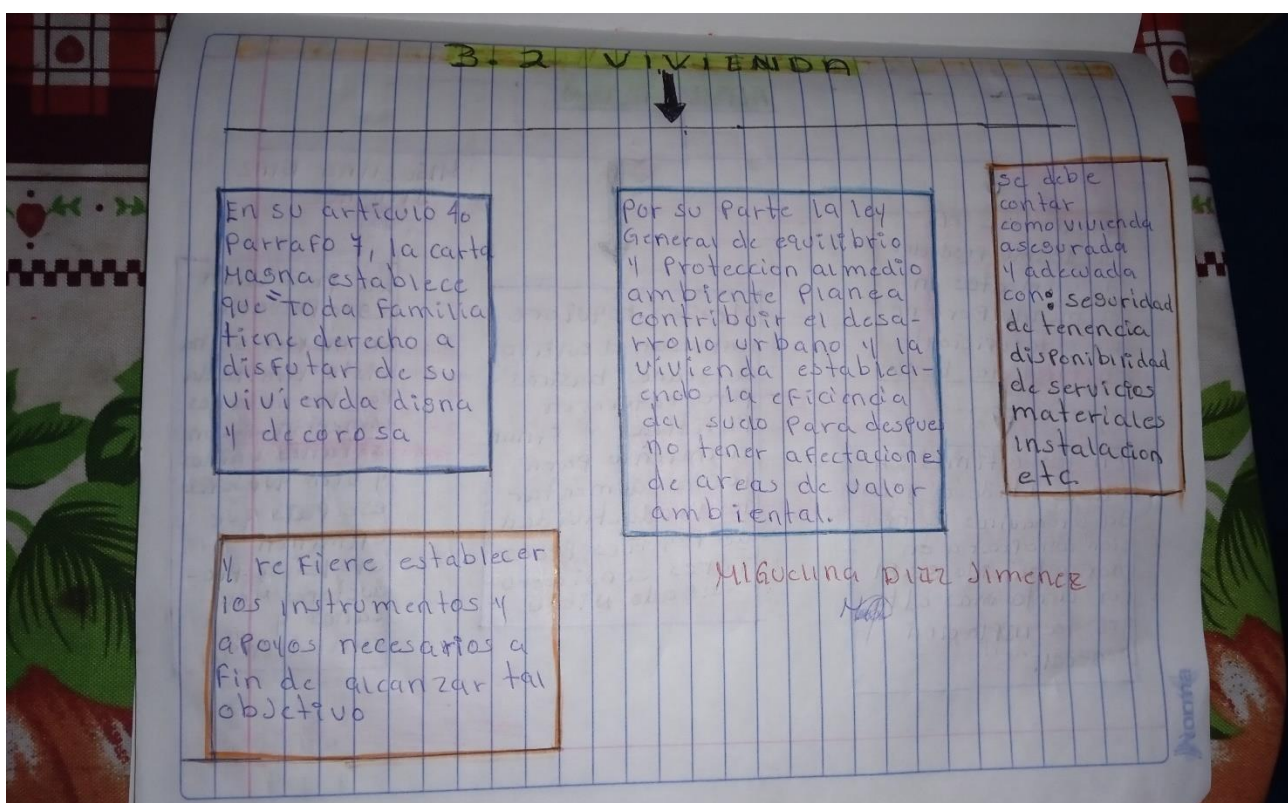 3.2 VIVIENDA
En su articulo 4o
Parrafo 7, la carta
Magna establece
que "Toda Familia
tiene derecho a
disfutar de su
vivienda digna
y decorosa
Y refiere establecer
los instrumentos y
apoyos necesarios a
fin de alcanzar tal
objetivo
Por su Parte la ley
General de equilibrio
y Protección al medio
ambiente Planea
contribuir el desa-
rrollo urbano y la
vivienda establedi-
endo la eficiencia
del suelo Para despues
no tener afectaciones
de areas de valor
ambiental.
se debe
contar
como vivienda
asegurada
y adecuada
con: seguridad
de tenencia
disponibilidad
de servicios
materiales
instalacion
etc.
Miguelina Diaz Jimenez
Norma